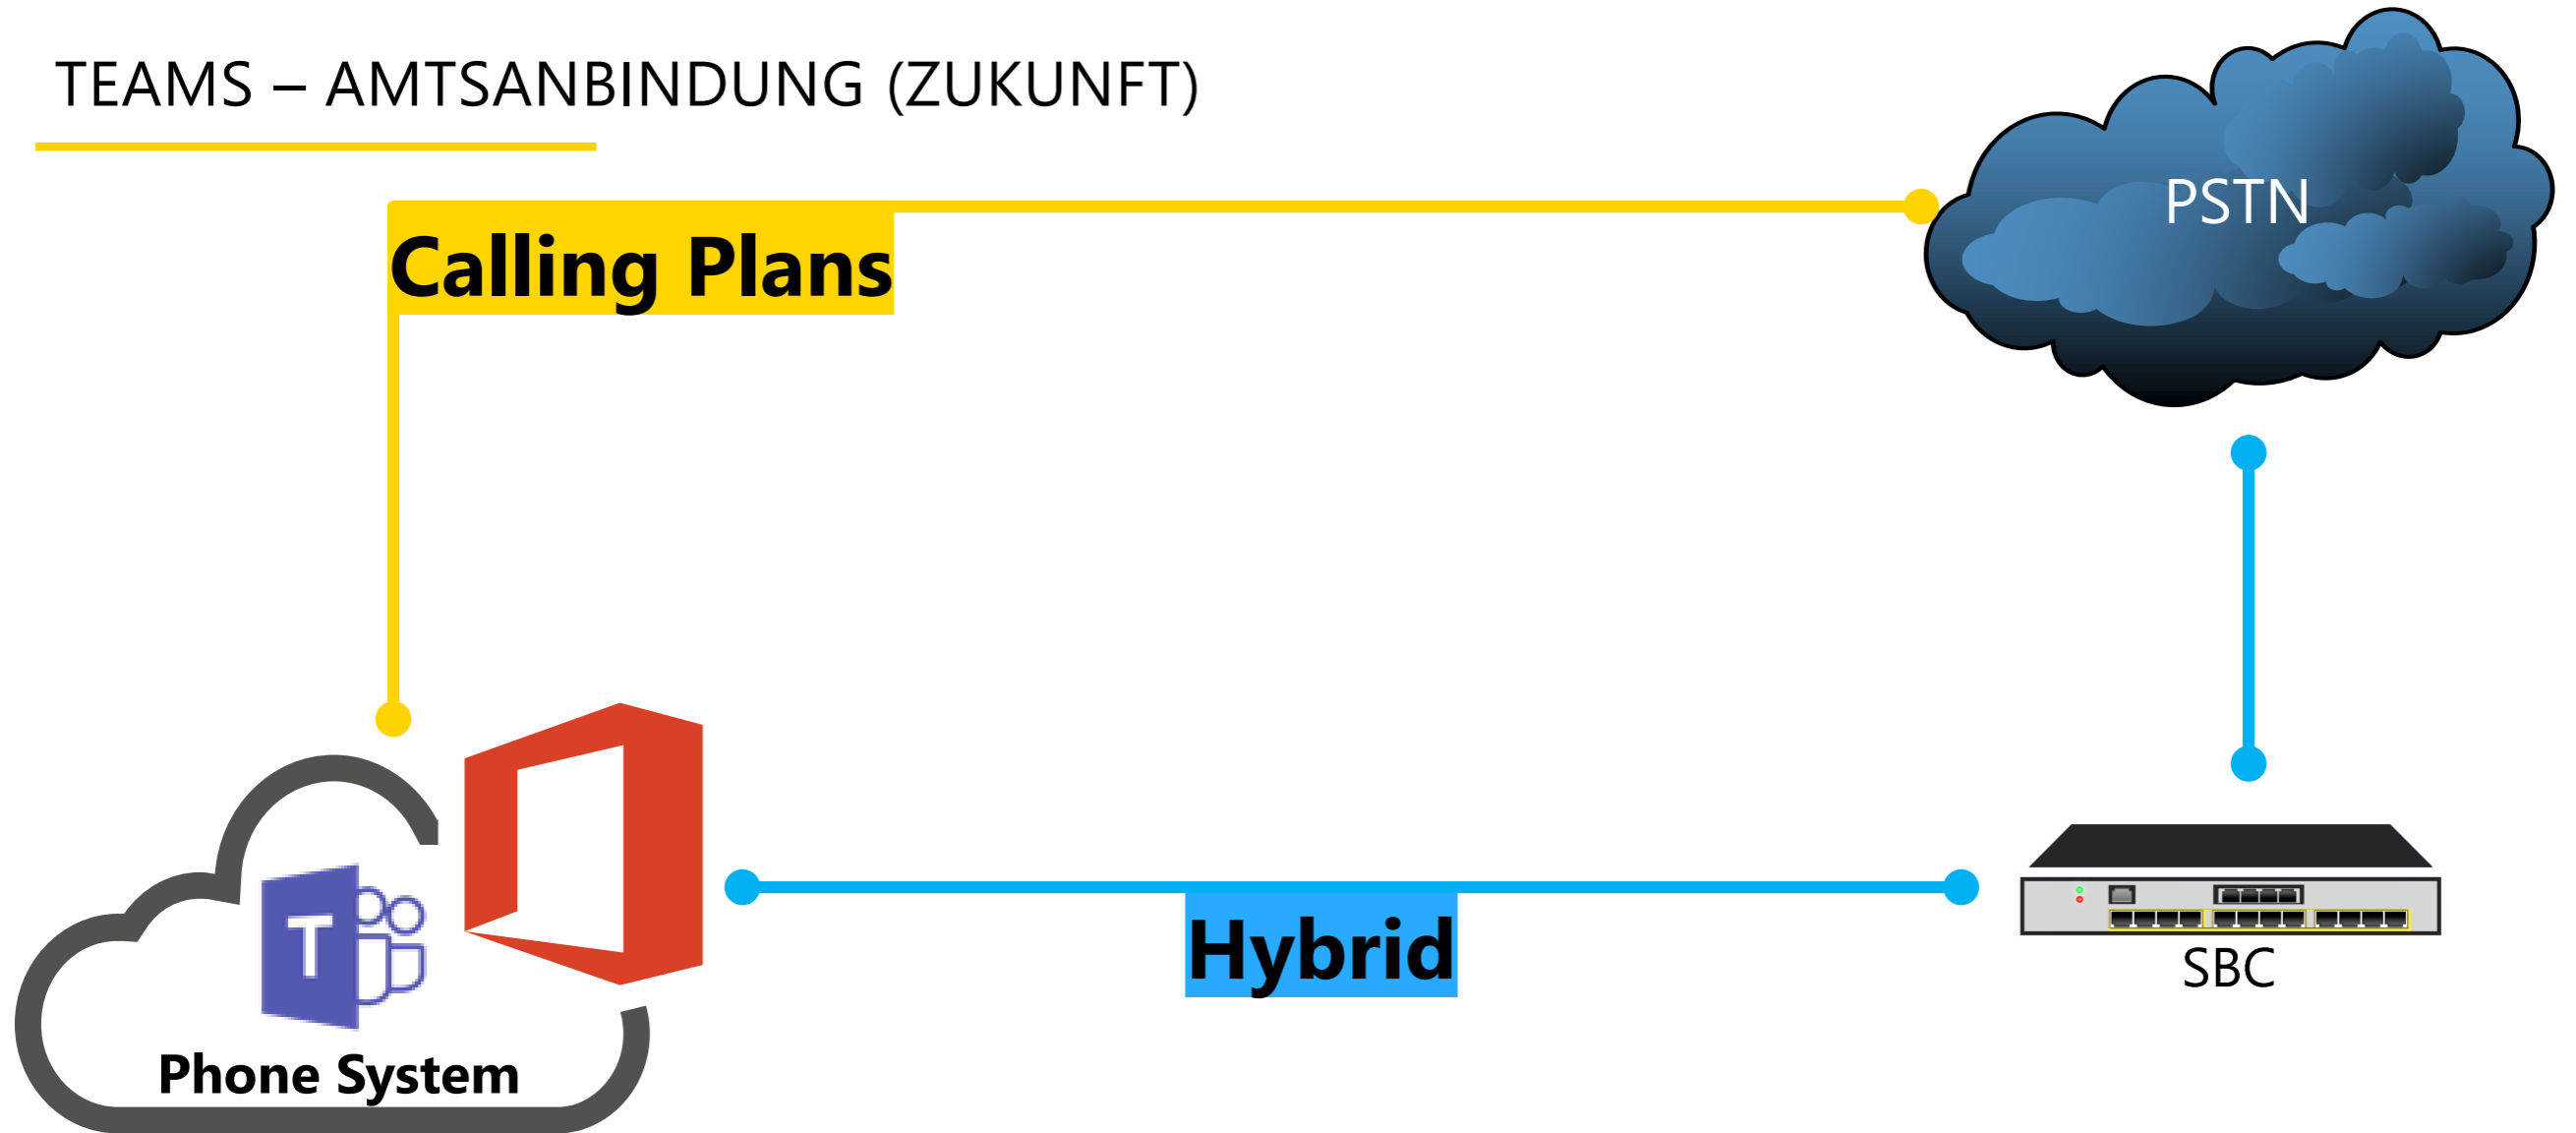 TEAMS – AMTSANBINDUNG (ZUKUNFT)
PSTN
Calling Plans
T
Hybrid
SBC
Phone System